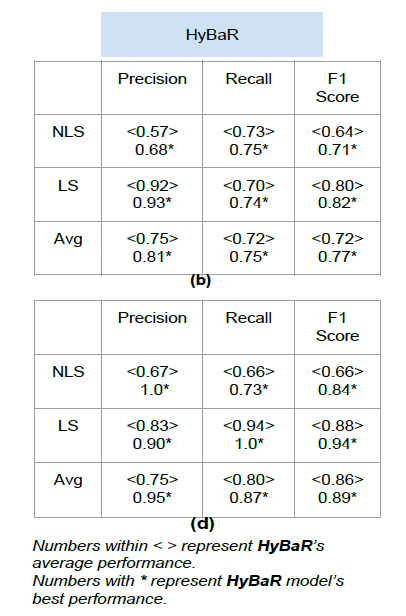 HyBaR
Precision Recall F1
Score
NLS <0.57> <0.73> <0.64>
0.68* 0.75* 0.71*
LS <0.92> <0.70> <0.80>
0.93* 0.74* 0.82*
Avg <0.75> <0.72> <0.72>
0.81* 0.75* 0.77*
(b)
Precision Recall F1
Score
NLS <0.67> <0.66> <0.66>
1.0* 0.73* 0.84*
LS <0.83> <0.94> <0.88>
0.90* 1.0* 0.94*
Avg <0.75> <0.80> <0.86>
0.95* 0.87* 0.89*
(d)
Numbers within < > represent HyBaR's
average performance.
Numbers with * represent HyBaR model's
best performance.